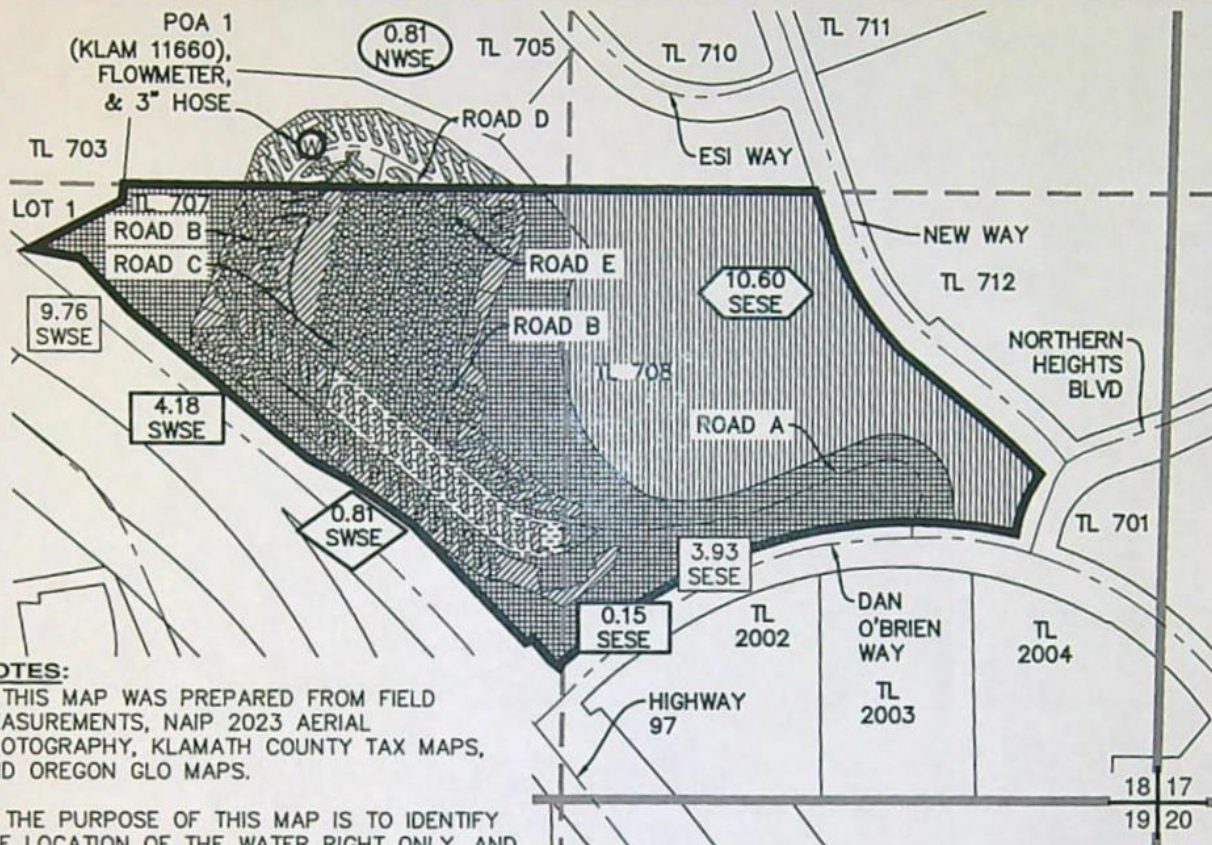 POA 1
(KLAM 11660),
FLOWMETER,
& 3" HOSE
0.81
NWSE
TL 705
TL 710
TL 711
ROAD D
TL 703
ESI WAY
LOT 1
TL 707
ROAD B
ROAD C
ROAD E
10.60
SESE
NEW WAY
TL 712
9.76
SWSE
ROAD B
NORTHERN
HEIGHTS
BLVD
TL 708
4.18
SWSE
ROAD A
0.81
SWSE
TL 701
3.93
SESE
0.15
SESE
TL
2002
DAN
O'BRIEN
WAY
TL
2003
TL
2004
HIGHWAY
97
OTES:
THIS MAP WAS PREPARED FROM FIELD
EASUREMENTS, NAIP 2023 AERIAL
OTOGRAPHY, KLAMATH COUNTY TAX MAPS,
ND OREGON GLO MAPS.
THE PURPOSE OF THIS MAP IS TO IDENTIFY
E LOCATION OF THE WATER RIGHT ONLY, AND
18 17
19 20
W